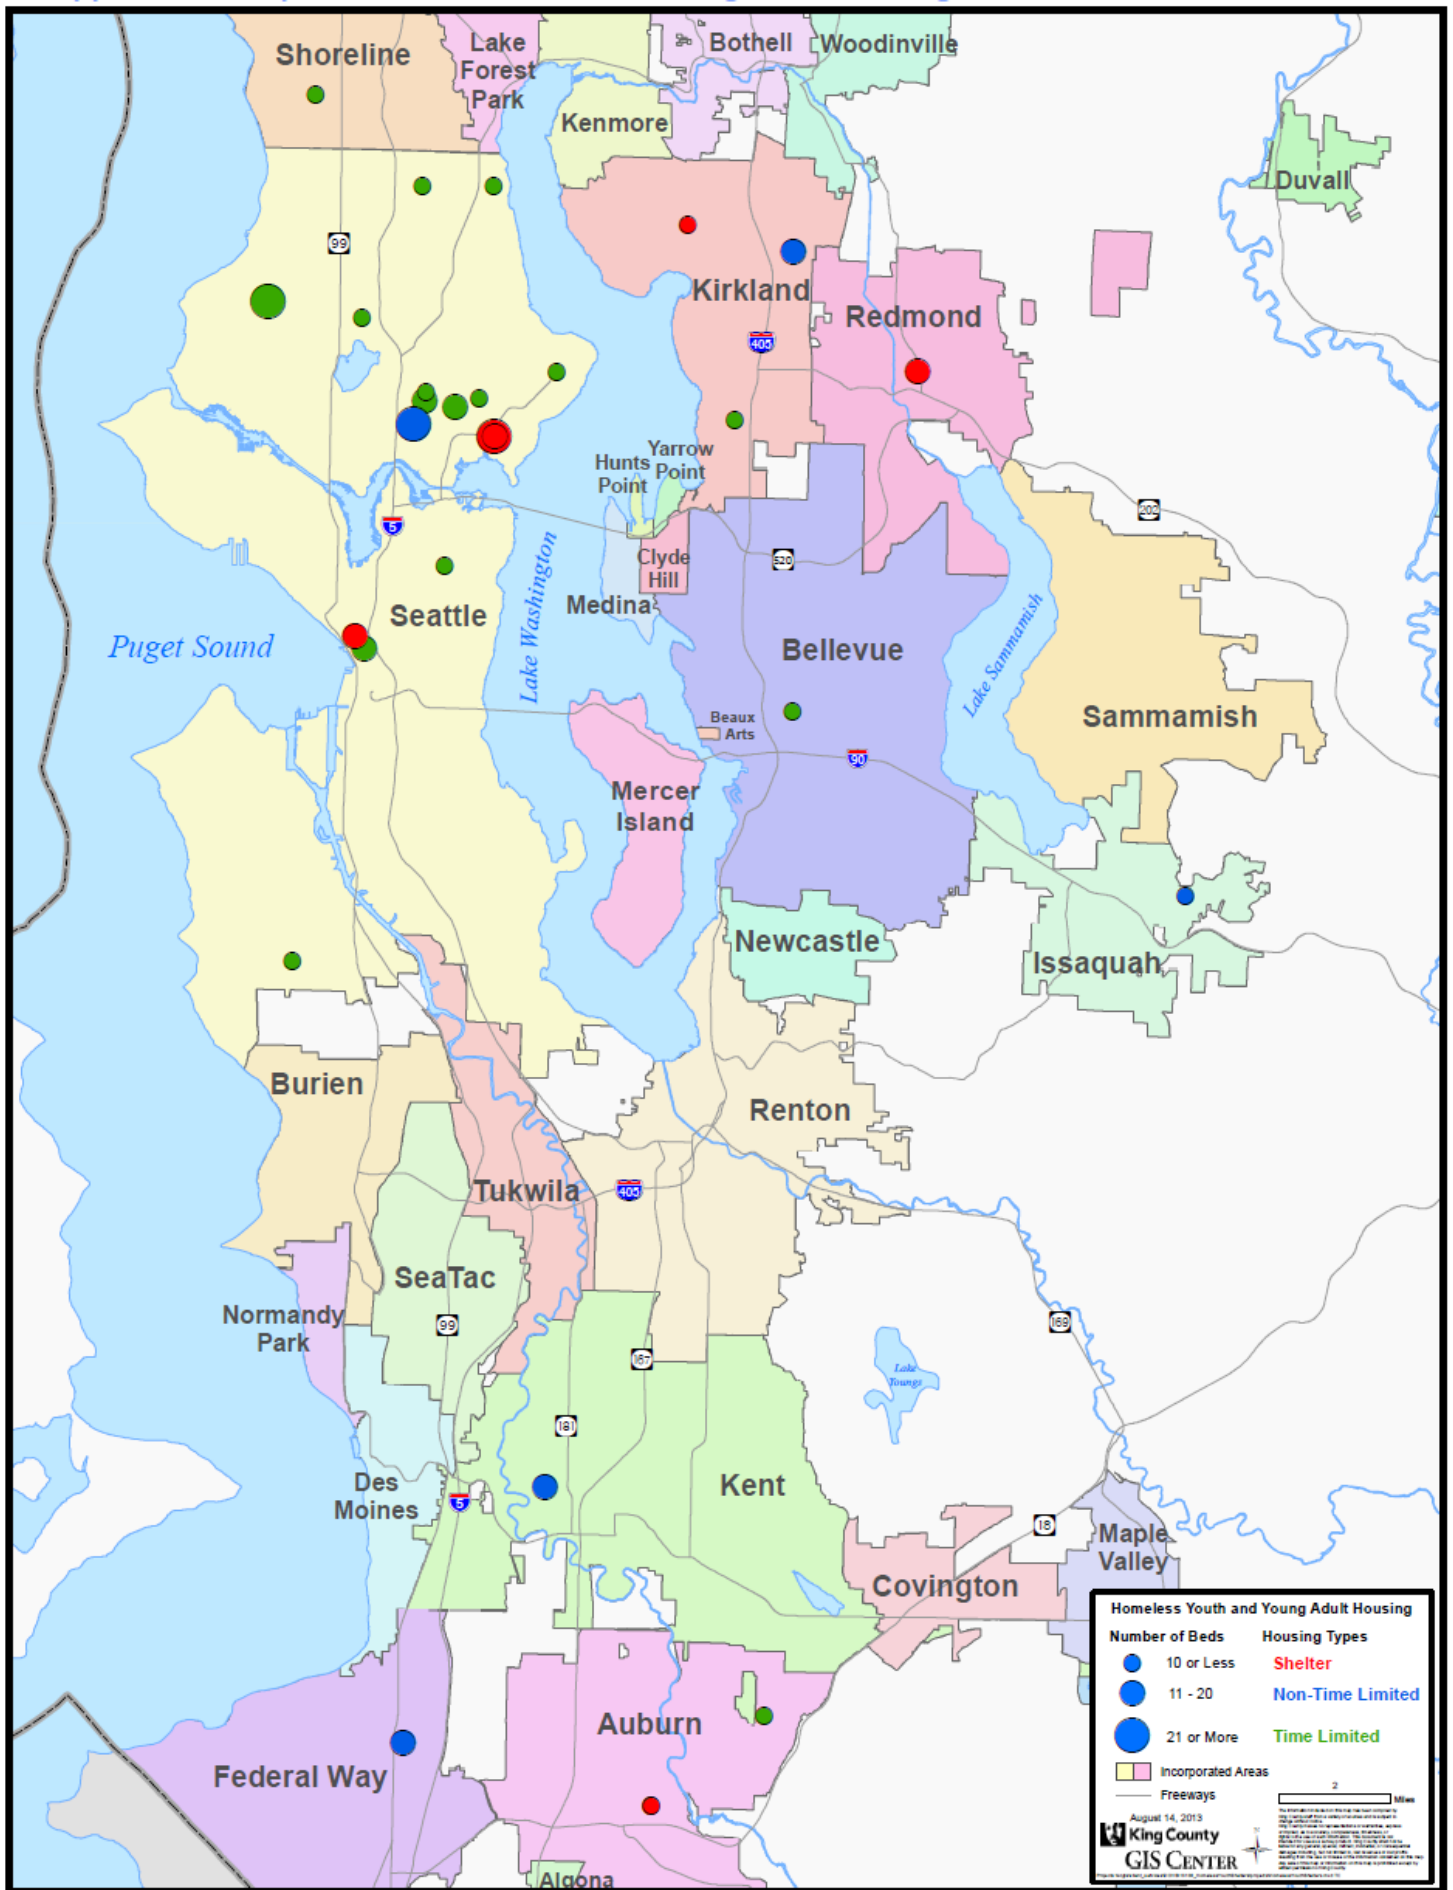 Shoreline
Lake
Forest
Park
Bothell
Woodinville
Kenmore
Duvall
99
Kirkland
Redmond
405
Hunts
Point
Yarrow
Point
202
5
520
Clyde
Hill
Medina
Seattle
Puget Sound
Lake Washington
Bellevue
Lake Sammamish
Sammamish
Beaux
Arts
90
Mercer
Island
Newcastle
Issaquah
Burien
Renton
Tukwila
405
SeaTac
Normandy
Park
99
169
167
Lake
Youngs
181
Kent
Des
Moines
5
18
Maple
Valley
Covington
Auburn
Federal Way
Algona
Homeless Youth and Young Adult Housing
Number of Beds Housing Types
10 or Less Shelter
11 - 20 Non-Time Limited
21 or More Time Limited
Incorporated Areas
2
Freeways
Miles
August 14, 2013
King County
GIS CENTER